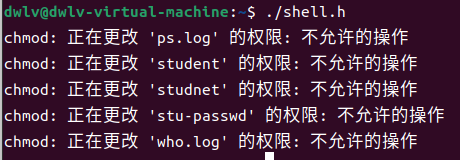 dwlv@dwlv-virtual-machine:~$ ./shell.h
chmod: 正在更改 'ps.log' 的权限: 不允许的操作
chmod: 正在更改 'student' 的权限: 不允许的操作
chmod: 正在更改 'studnet' 的权限: 不允许的操作
chmod: 正在更改 'stu-passwd' 的权限: 不允许的操作
chmod: 正在更改 'who.log' 的权限: 不允许的操作